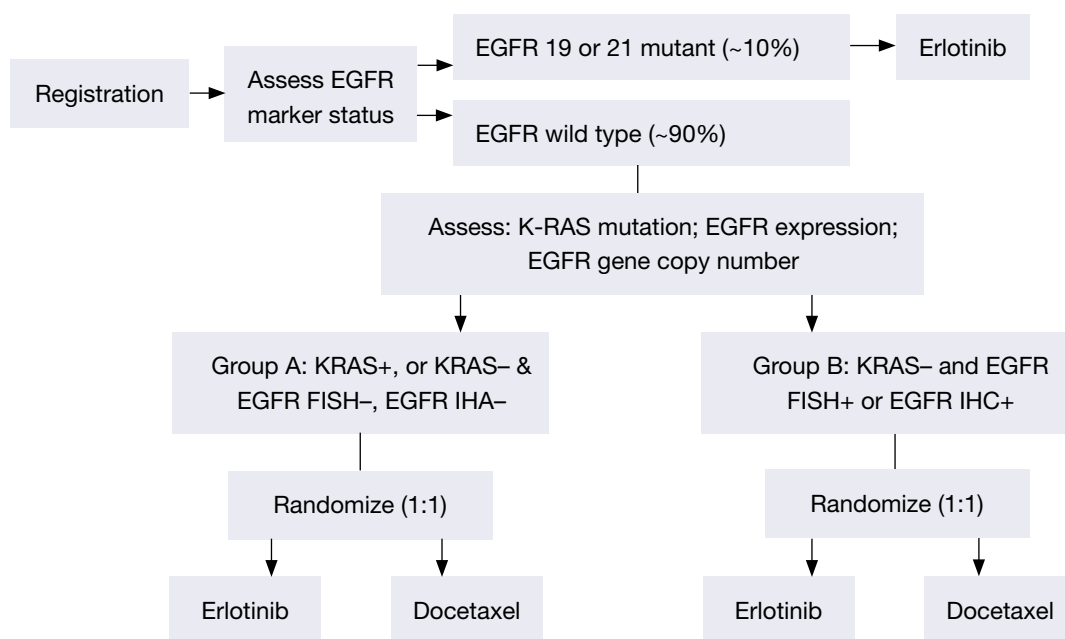 Registration
Assess EGFR
marker status
EGFR 19 or 21 mutant (~10%)
Erlotinib
EGFR wild type (~90%)
Assess: K-RAS mutation; EGFR expression;
EGFR gene copy number
Group A: KRAS+, or KRAS– &
EGFR FISH–, EGFR IHA–
Group B: KRAS– and EGFR
FISH+ or EGFR IHC+
Randomize (1:1)
Randomize (1:1)
Erlotinib
Docetaxel
Erlotinib
Docetaxel